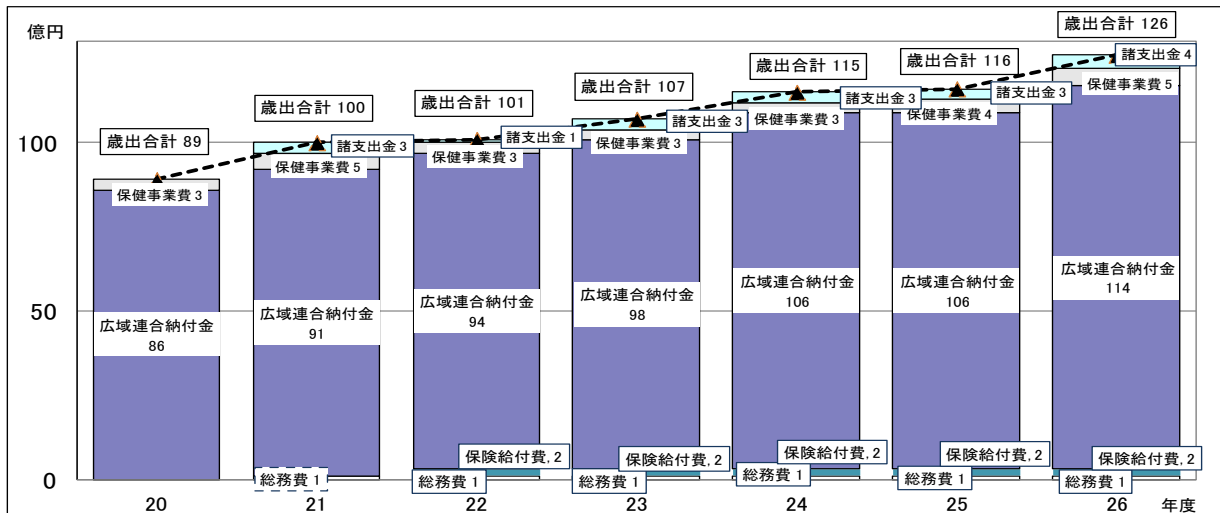 億円
100
50
0
歳出合計 89
保健事業費 3
広域連合納付金
86
20
歳出合計 100
諸支出金 3
保健事業費 5
広域連合納付金
91
総務費 1
21
歳出合計 101
諸支出金 1
保健事業費 3
広域連合納付金
94
保険給付費, 2
総務費 1
22
歳出合計 107
諸支出金 3
保健事業費 3
広域連合納付金
98
保険給付費, 2
総務費 1
23
歳出合計 115
諸支出金 3
保健事業費 3
広域連合納付金
106
保険給付費, 2
総務費 1
24
歳出合計 116
諸支出金 3
保健事業費 4
広域連合納付金
106
保険給付費, 2
総務費 1
25
歳出合計 126
諸支出金 4
保健事業費 5
広域連合納付金
114
保険給付費, 2
総務費 1
26
年度